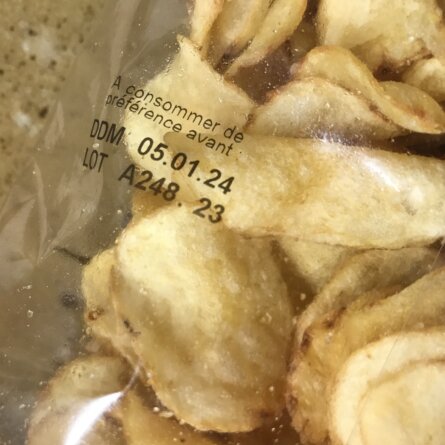 A consommer de
préférence avant :
DDM 05.01.24
LOT A248. 23